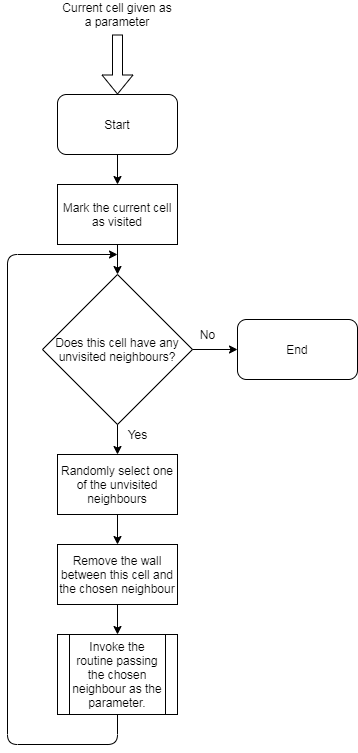 Current cell given as
a parameter
Start
Mark the current cell
as visited
Does this cell have any
unvisited neighbours?
No
End
Yes
Randomly select one
of the unvisited
neighbours
Remove the wall
between this cell and
the chosen neighbour
Invoke the
routine passing
the chosen
neighbour as the
parameter.